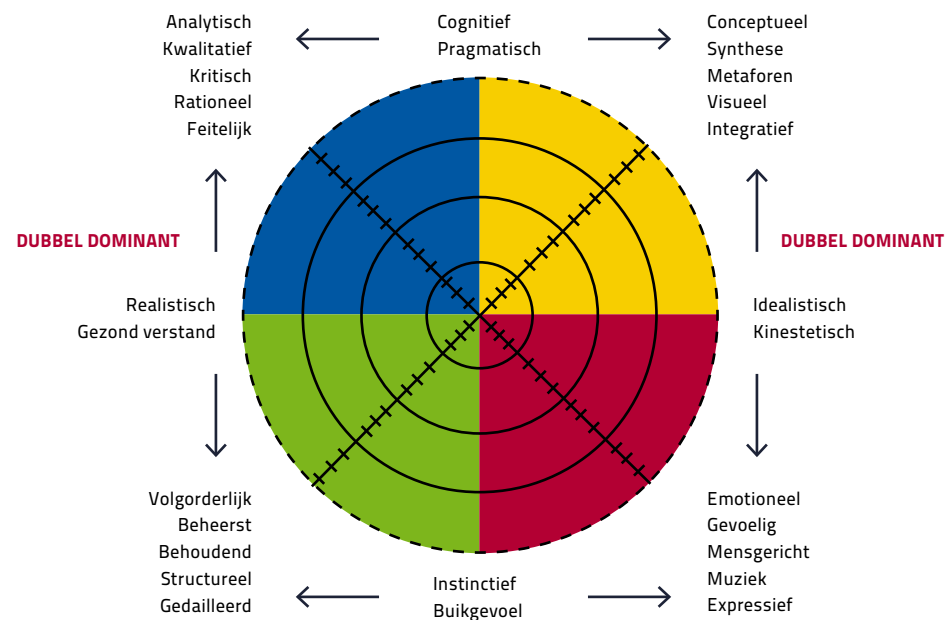 Analytisch
Kwalitatief
Kritisch
Rationeel
Feitelijk
Cognitief
Pragmatisch
Conceptueel
Synthese
Metaforen
Visueel
Integratief
DUBBEL DOMINANT
DUBBEL DOMINANT
Realistisch
Gezond verstand
Idealistisch
Kinestetisch
Volgorderlijk
Beheerst
Behoudend
Structureel
Gedailleerd
Instinctief
Buikgevoel
Emotioneel
Gevoelig
Mensgericht
Muziek
Expressief